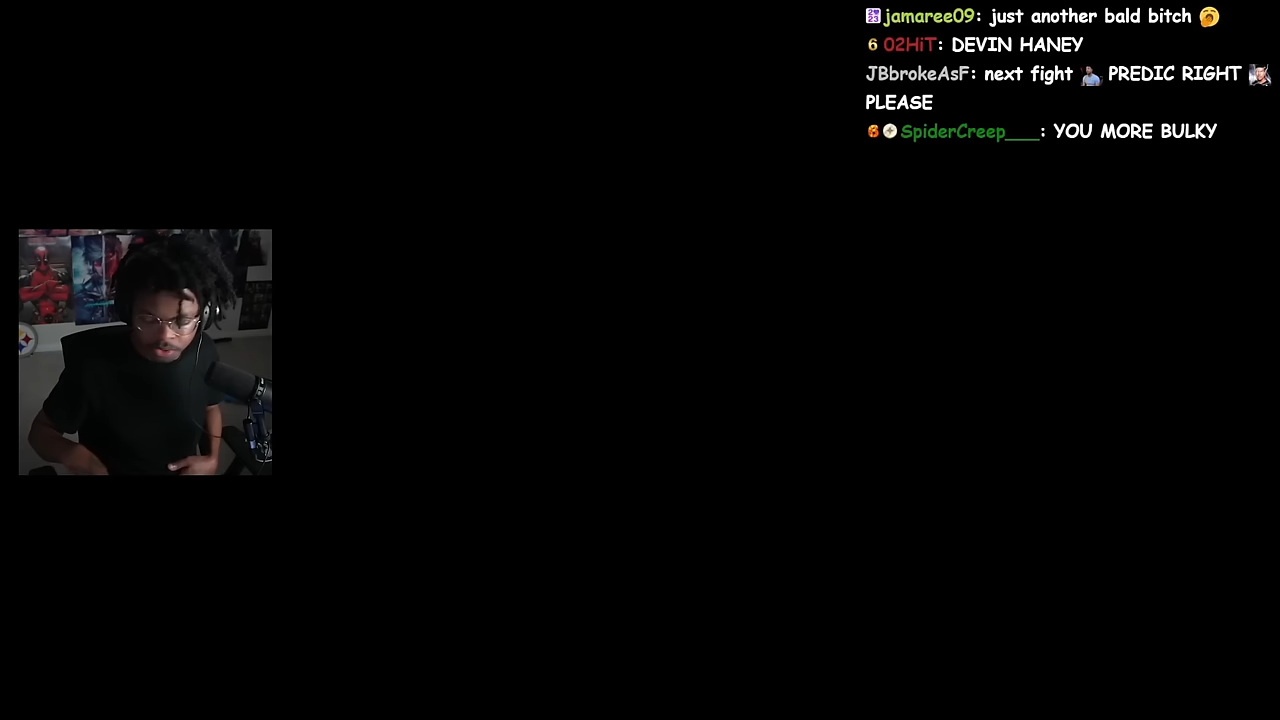 jamaree09: just another bald bitch
6 02HiT: DEVIN HANEY
JBbrokeAsF: next fight PREDIC RIGHT
PLEASE
SpiderCreep___: YOU MORE BULKY